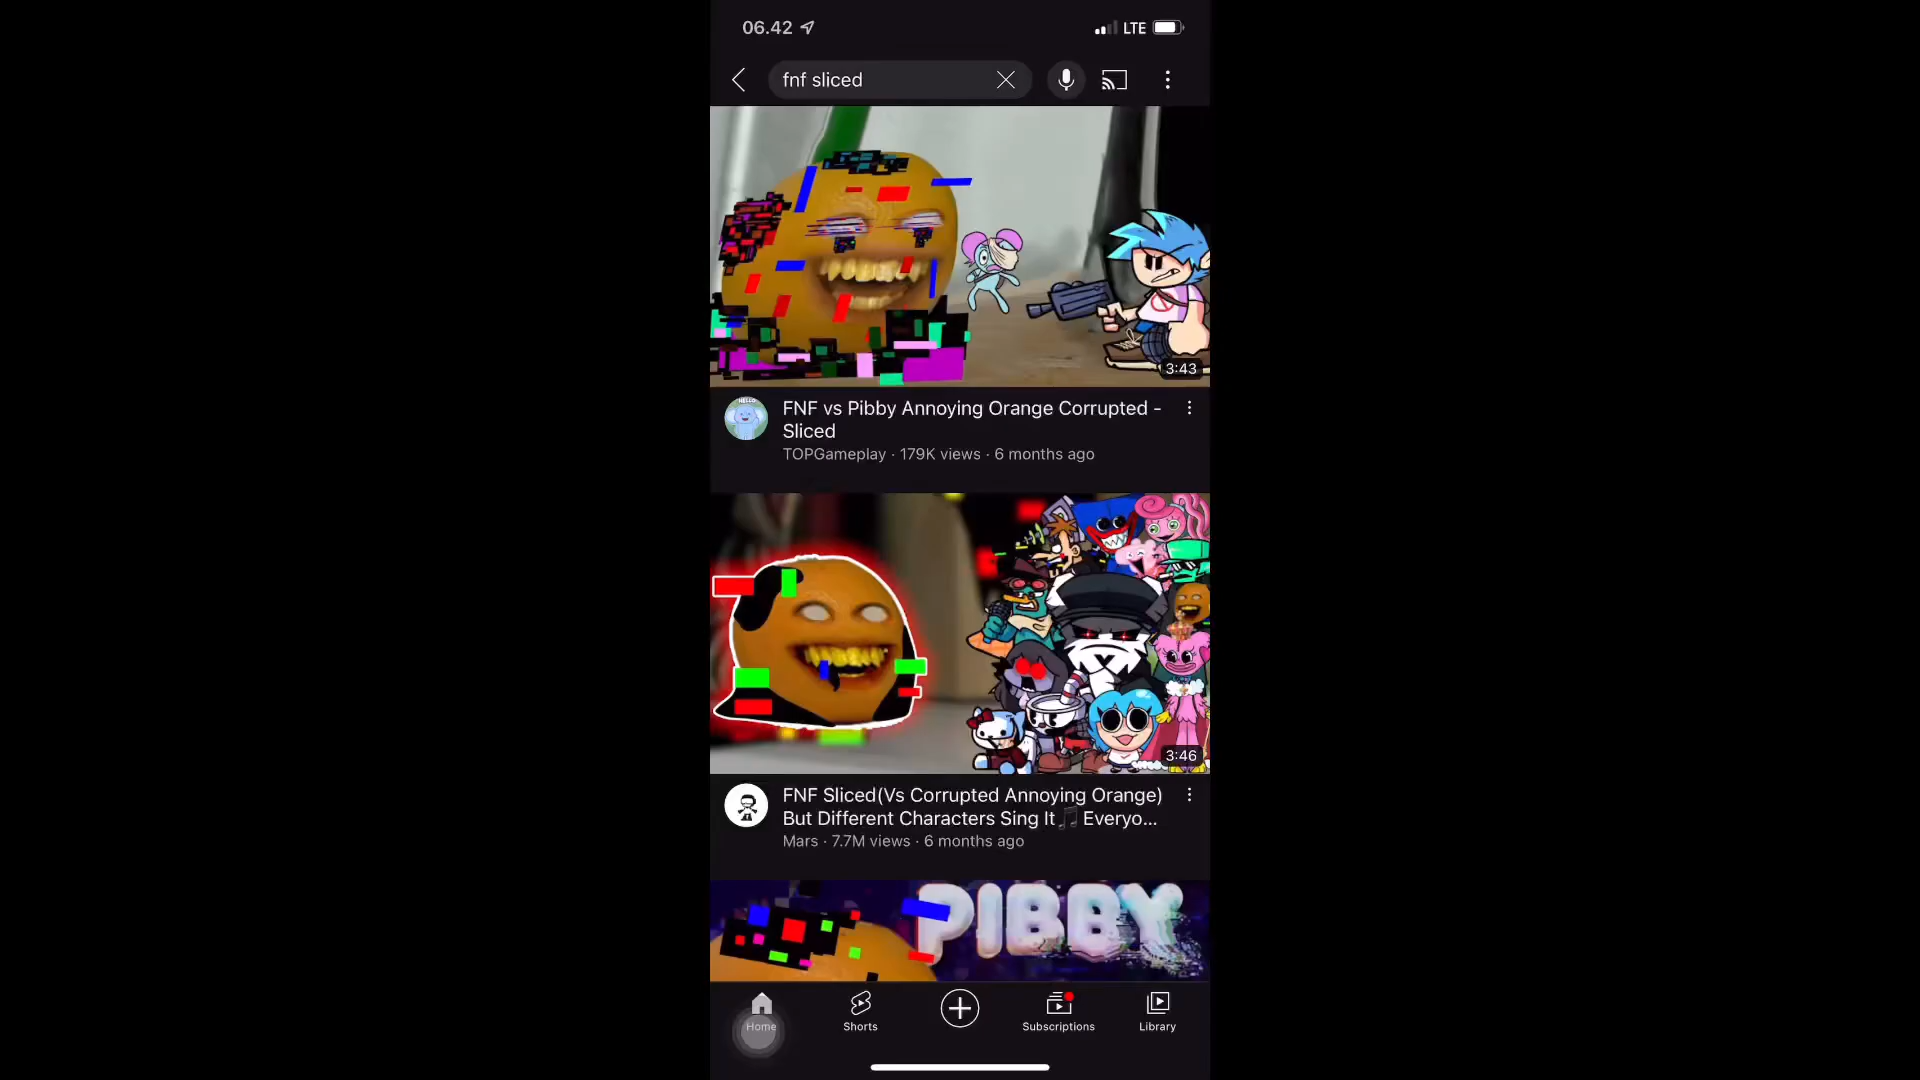 06.42
LTE
fnf sliced
3:43
HELLO
FNF vs Pibby Annoying Orange Corrupted -
Sliced
TOPGameplay · 179K views · 6 months ago
3:46
FNF Sliced(Vs Corrupted Annoying Orange)
But Different Characters Sing It🎵 Everyo...
Mars · 7.7M views · 6 months ago
PIBBY
Home
Shorts
Subscriptions
Library